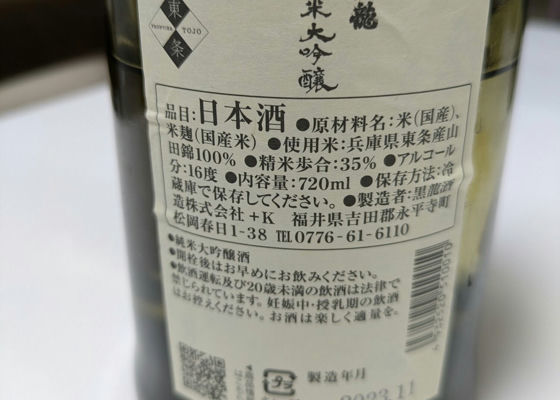 龍
米大吟醸
東条
TOJO
品目:日本酒 ●原材料名:米(国産)、
米麹(国産米) ●使用米:兵庫県東条産山
田錦100% ●精米歩合:35% ●アルコール
分:16度 ●内容量:720ml ●保存方法:冷
蔵庫で保存してください。 ●製造者:黒龍酒
造株式会社+K 福井県吉田郡永平寺町
松岡春日1-38 TEL0776-61-6110
●純米大吟醸酒
●開栓後はお早めにお飲みください。
●飲酒運転及び20歳未満の飲酒は法律で
禁じられています。妊娠中・授乳期の飲酒
はお控えください。お酒は楽しく適量を。
製造年月
2023.11